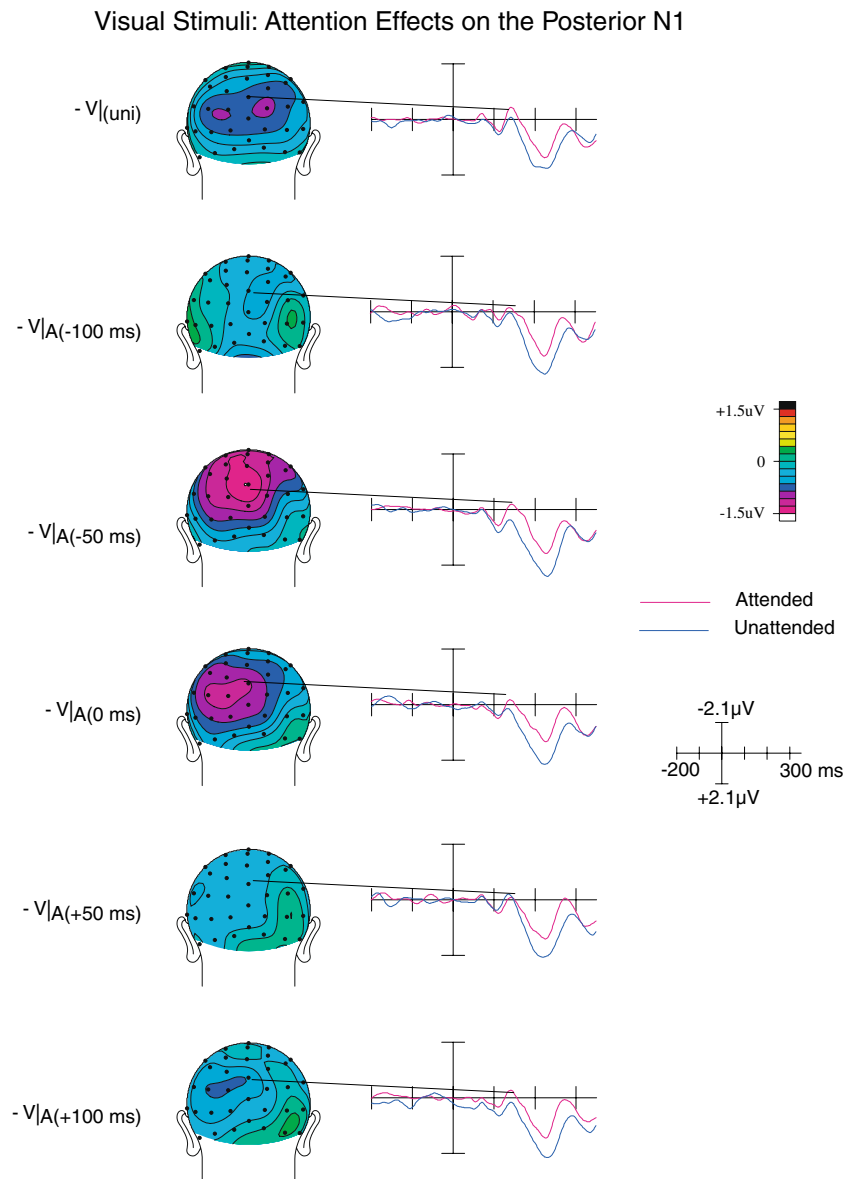 Visual Stimuli: Attention Effects on the Posterior N1
- V|(uni)
- V|A(-100 ms)
+1.5uV
0
-1.5uV
- V|A(-50 ms)
Attended
Unattended
- V|A(0 ms)
-2.1µV
-200 300 ms
+2.1µV
- V|A(+50 ms)
- V|A(+100 ms)